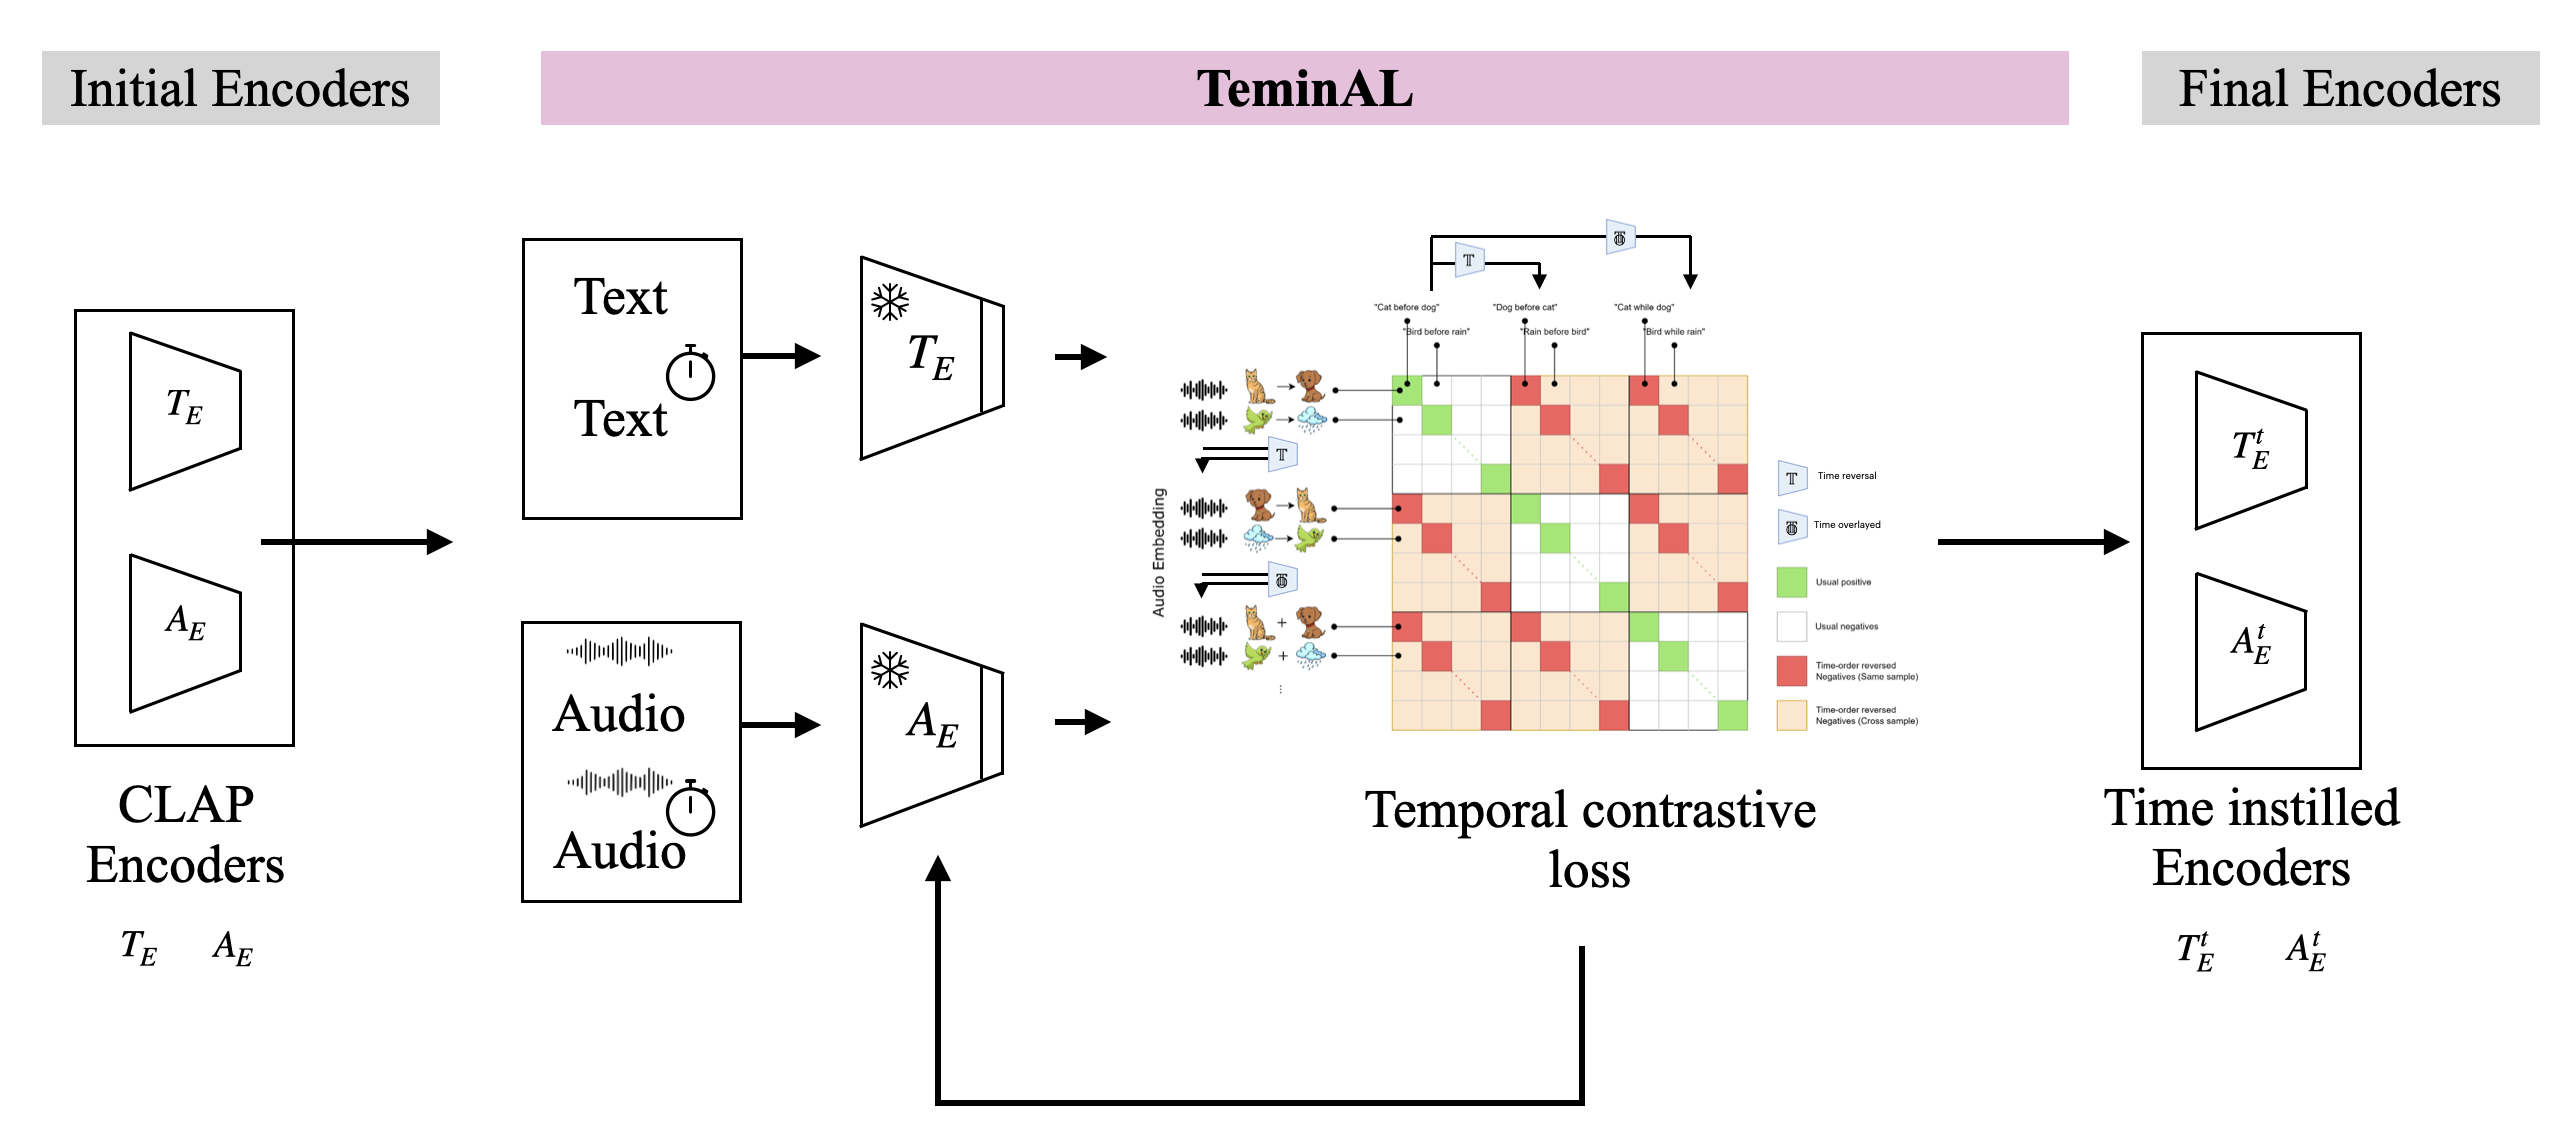 Initial Encoders
TeminAL
Final Encoders
T_E
A_E
CLAP
Encoders
T_E A_E
Text
Text
Audio
Audio
T_E
A_E
𝕋
"Cat before dog" "Dog before cat" "Cat while dog"
"Bird before rain" "Rain before bird" "Bird while rain"
Audio Embedding
𝕋
+
+
⋮
𝕋 Time reversal
Time overlayed
Usual positive
Usual negatives
Time-order reversed
Negatives (Same sample)
Time-order reversed
Negatives (Cross sample)
Temporal contrastive
loss
T_E^t
A_E^t
Time instilled
Encoders
T_E^t A_E^t